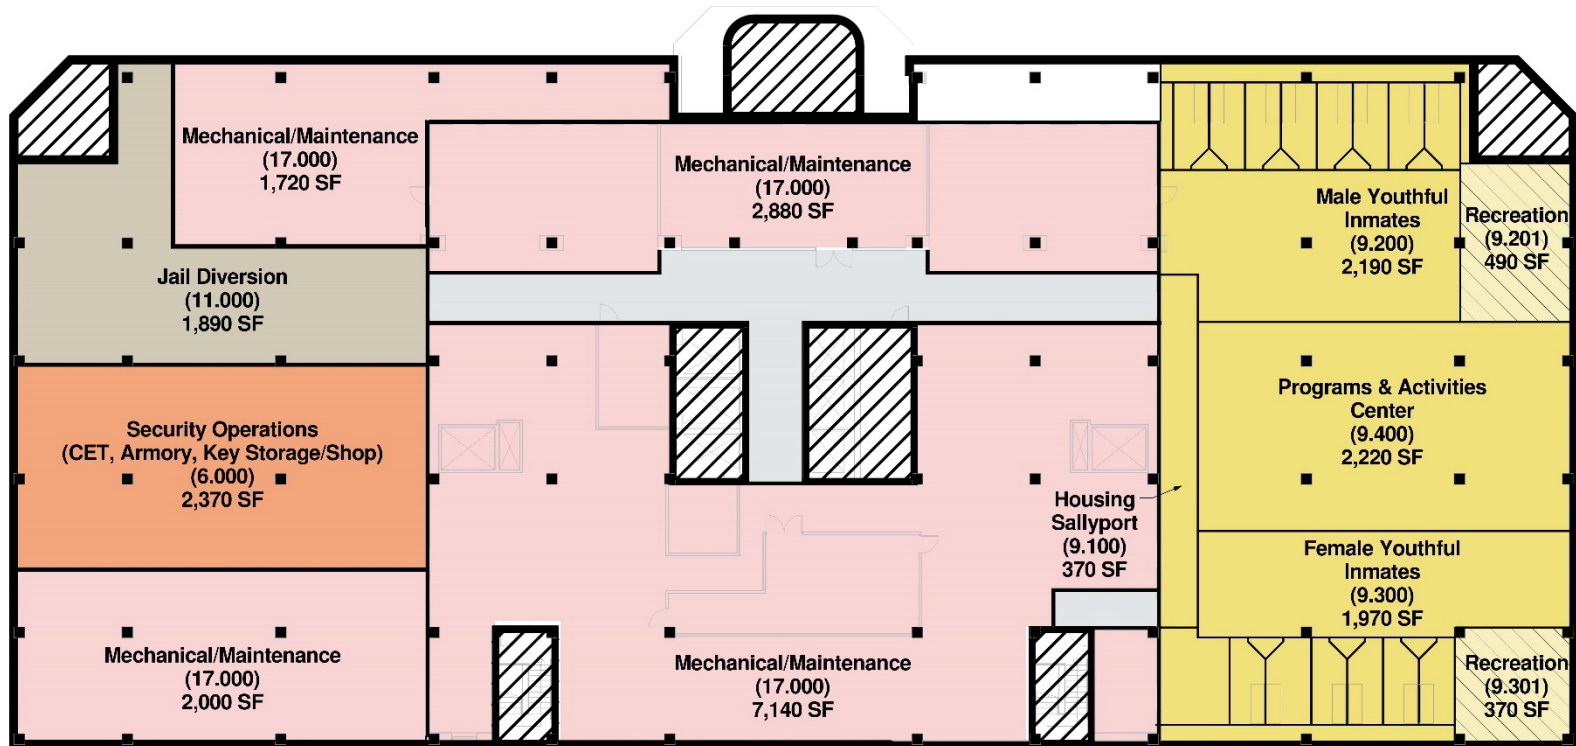 Mechanical/Maintenance
(17.000)
1,720 SF
Mechanical/Maintenance
(17.000)
2,880 SF
Male Youthful
Inmates
(9.200)
2,190 SF
Recreation
(9.201)
490 SF
Jail Diversion
(11.000)
1,890 SF
Security Operations
(CET, Armory, Key Storage/Shop)
(6.000)
2,370 SF
Programs & Activities
Center
(9.400)
2,220 SF
Housing
Sallyport
(9.100)
370 SF
Female Youthful
Inmates
(9.300)
1,970 SF
Mechanical/Maintenance
(17.000)
2,000 SF
Mechanical/Maintenance
(17.000)
7,140 SF
Recreation
(9.301)
370 SF